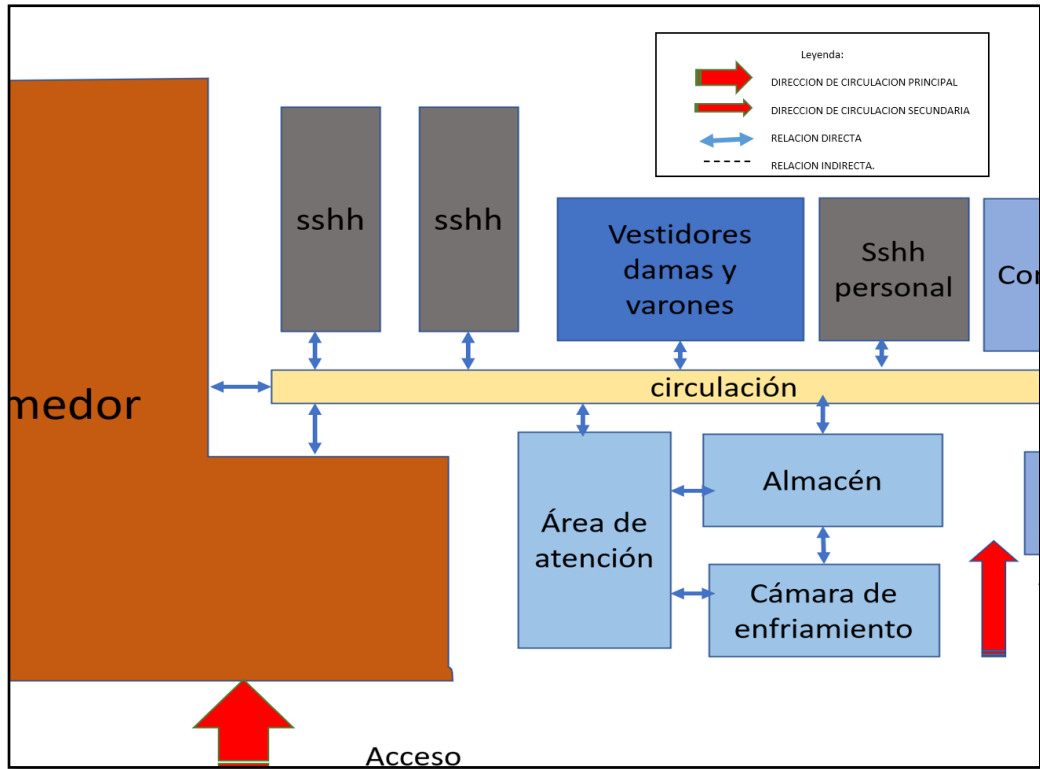 Leyenda:
DIRECCION DE CIRCULACION PRINCIPAL
DIRECCION DE CIRCULACION SECUNDARIA
RELACION DIRECTA
RELACION INDIRECTA.
sshh
sshh
Vestidores
damas y
varones
Sshh
personal
Cor
medor
circulación
Área de
atención
Almacén
Cámara de
enfriamiento
Acceso